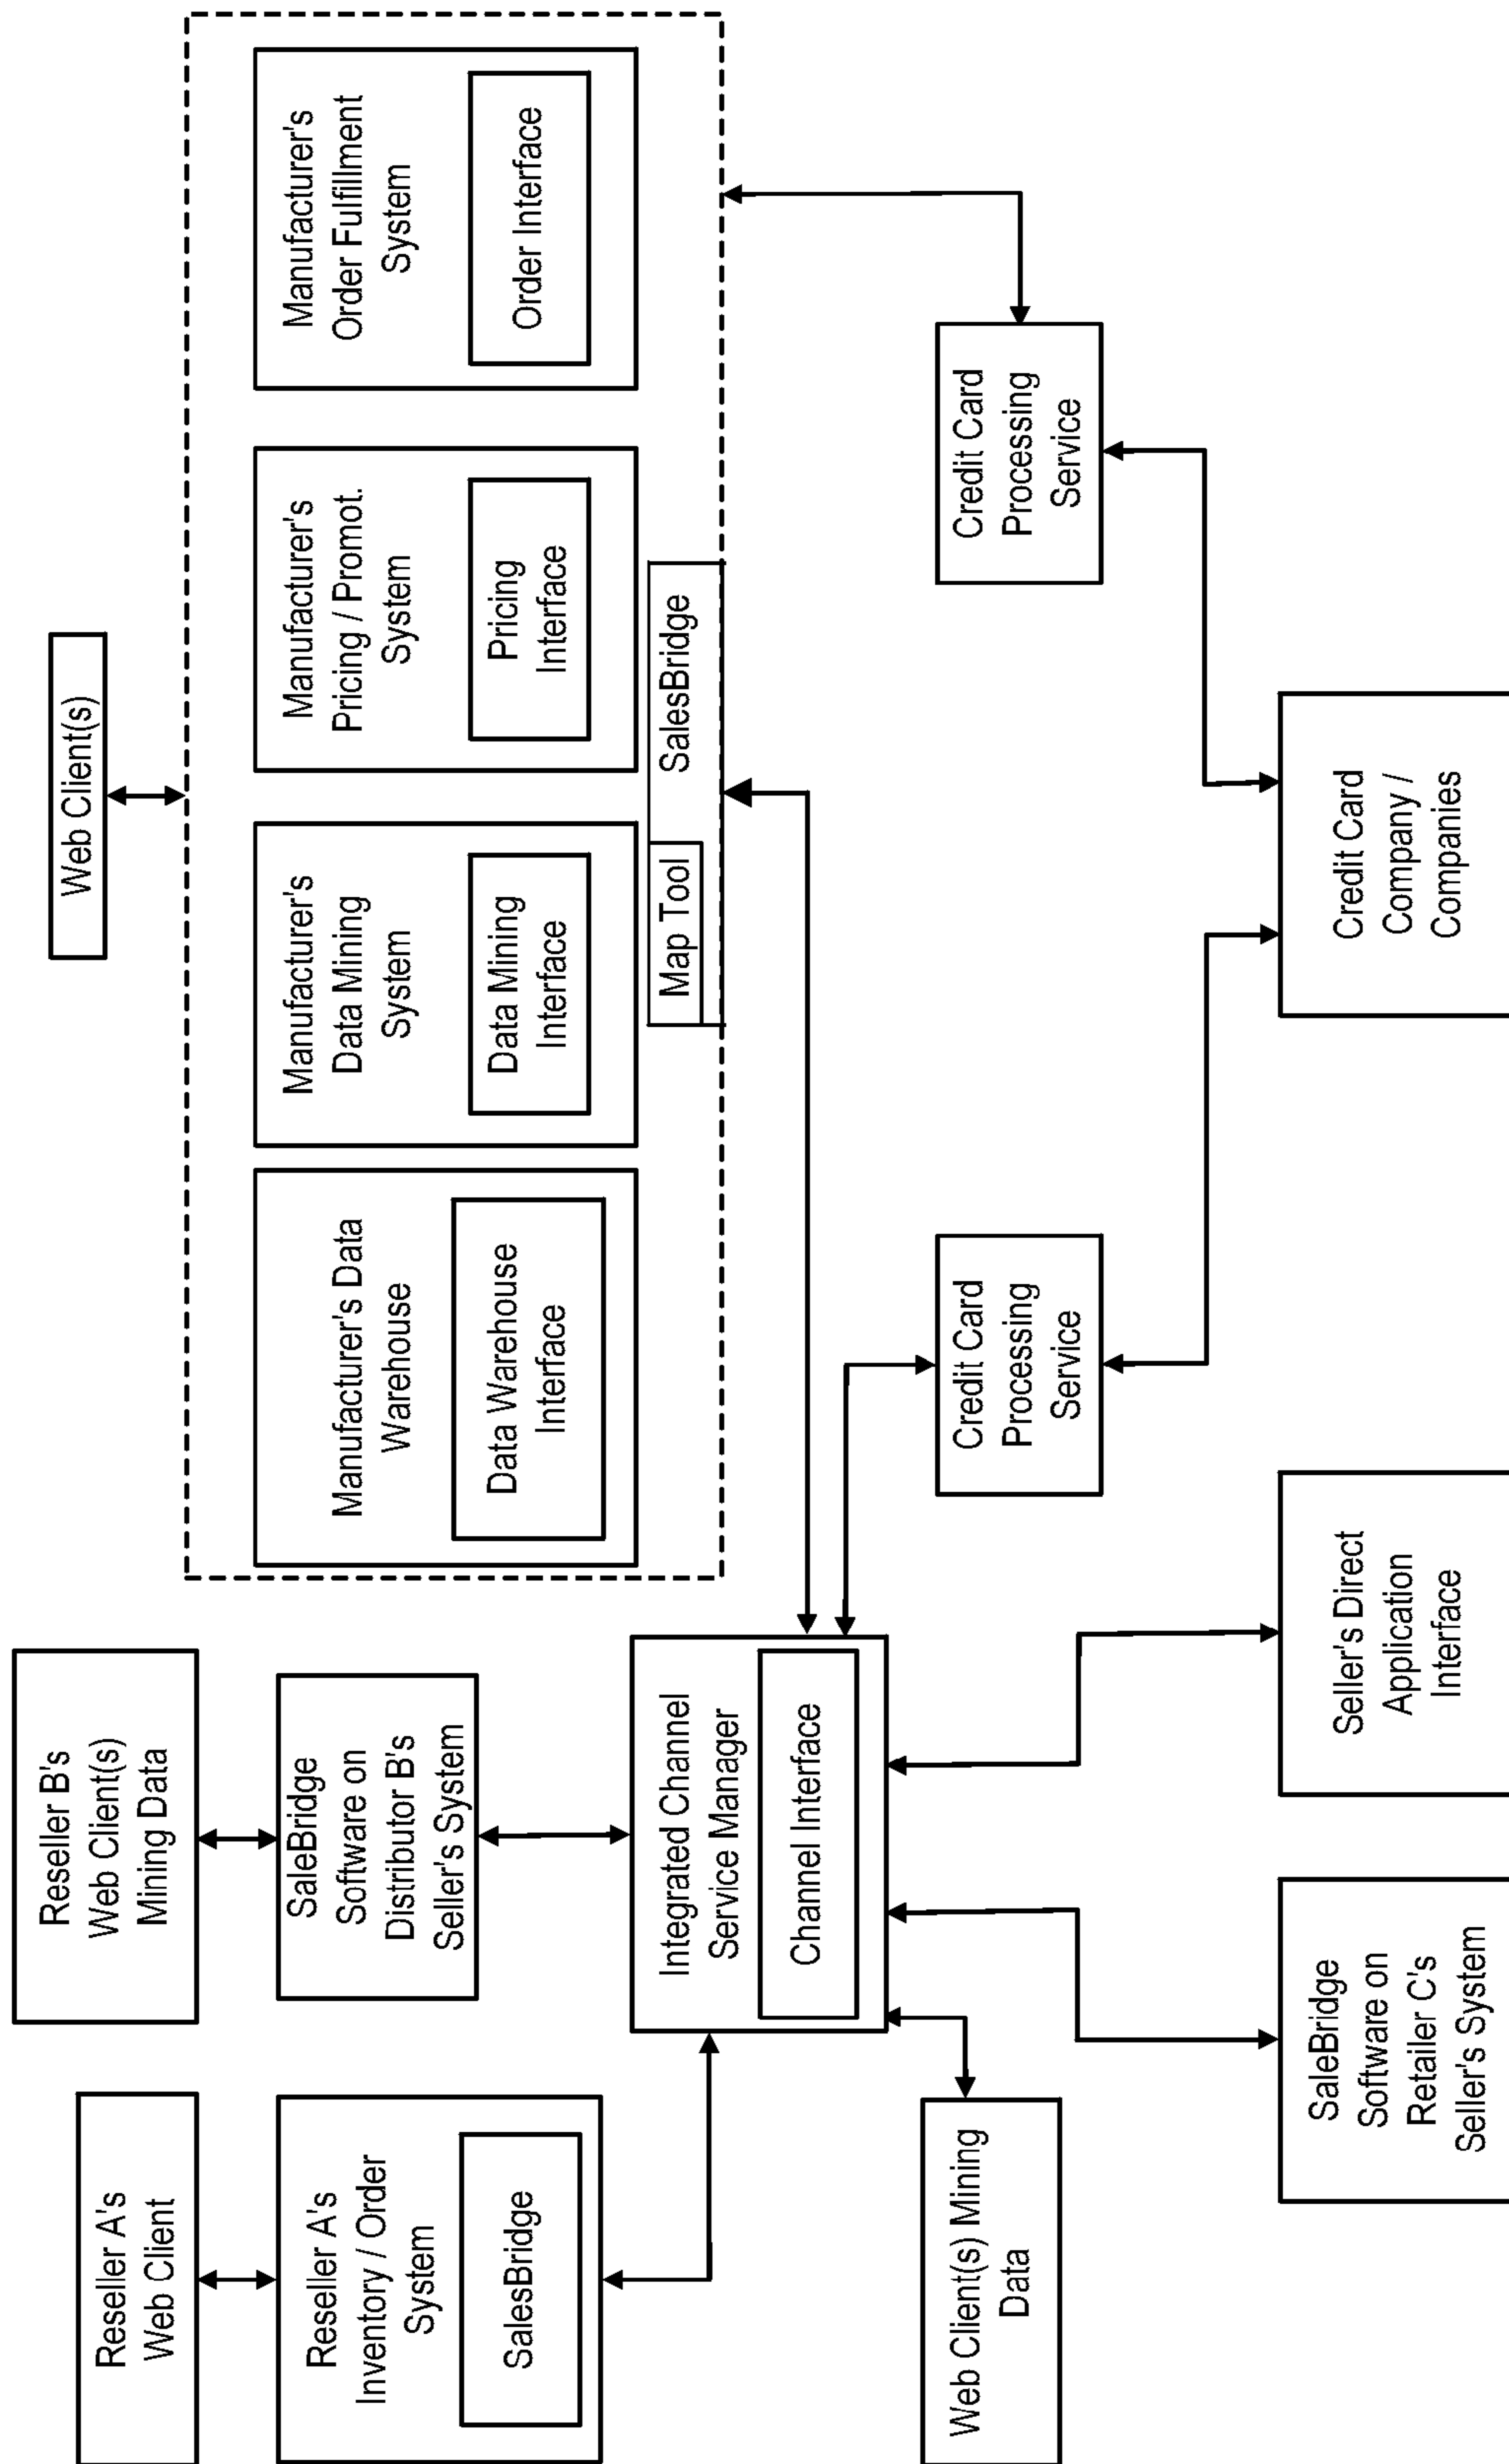 Reseller A's
Web Client
Reseller B's
Web Client(s)
Mining Data
Web Client(s)
Reseller A's
Inventory / Order
System
SalesBridge
SaleBridge
Software on
Distributor B's
Seller's System
Manufacturer's Data
Warehouse
Data Warehouse
Interface
Manufacturer's
Data Mining
System
Data Mining
Interface
Manufacturer's
Pricing / Promot.
System
Pricing
Interface
Manufacturer's
Order Fulfillment
System
Order Interface
Map Tool
SalesBridge
Integrated Channel
Service Manager
Channel Interface
Web Client(s) Mining
Data
Credit Card
Processing
Service
Credit Card
Processing
Service
SaleBridge
Software on
Retailer C's
Seller's System
Seller's Direct
Application
Interface
Credit Card
Company /
Companies